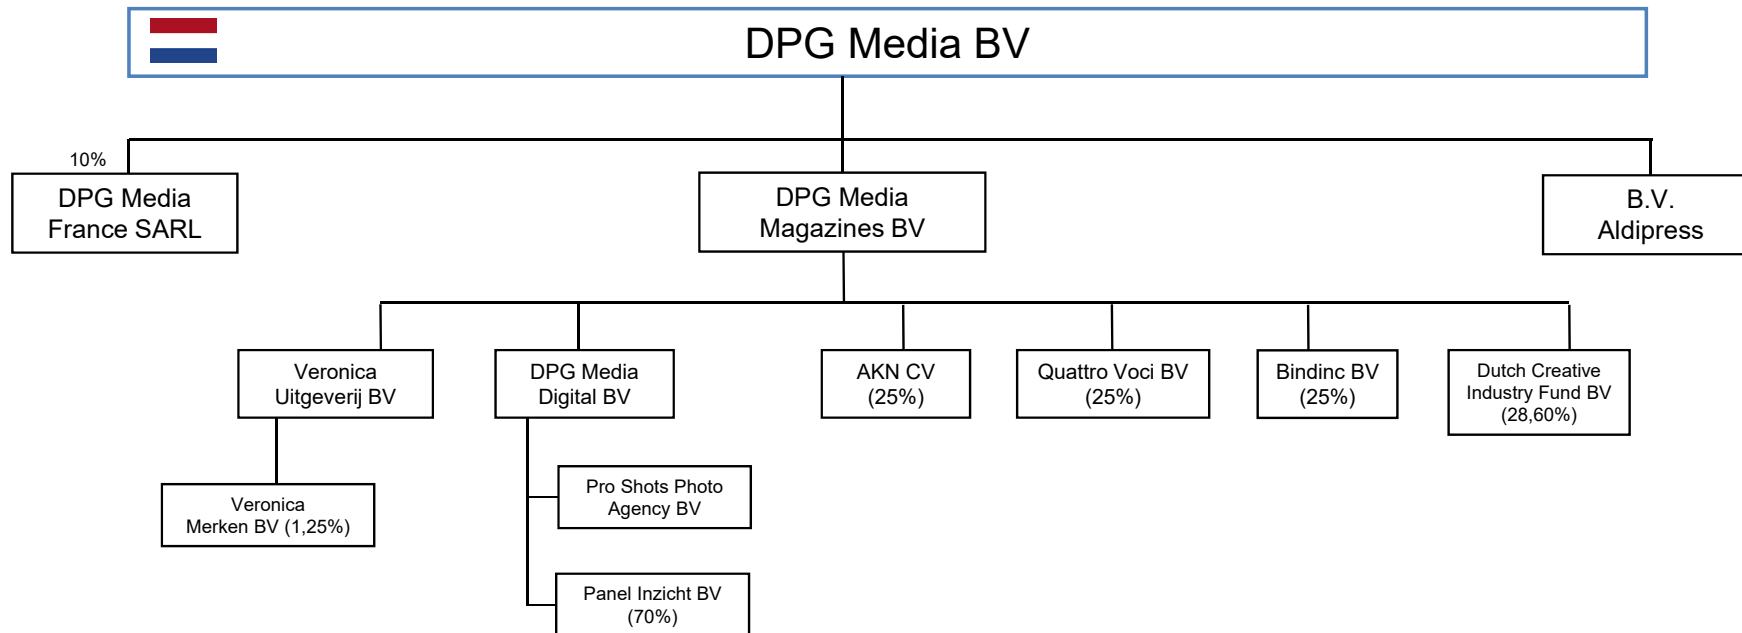 DPG Media BV
10%
DPG Media
France SARL
DPG Media
Magazines BV
B.V.
Aldipress
Veronica
Uitgeverij BV
DPG Media
Digital BV
AKN CV
(25%)
Quattro Voci BV
(25%)
Bindinc BV
(25%)
Dutch Creative
Industry Fund BV
(28,60%)
Veronica
Merken BV (1,25%)
Pro Shots Photo
Agency BV
Panel Inzicht BV
(70%)